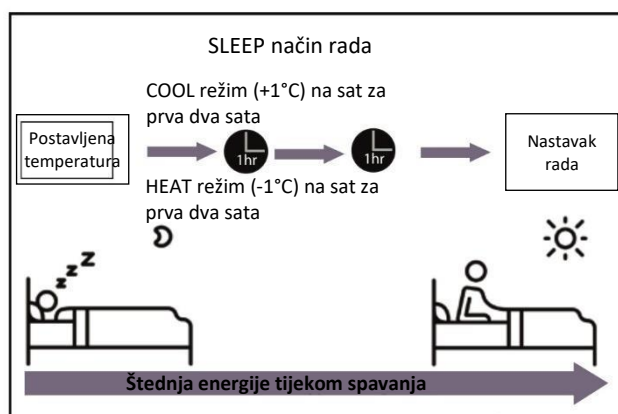 SLEEP način rada
COOL režim (+1°C) na sat za
prva dva sata
Postavljena
temperatura
1hr
1hr
Nastavak
rada
HEAT režim (-1°C) na sat za
prva dva sata
z z Z
Štednja energije tijekom spavanja